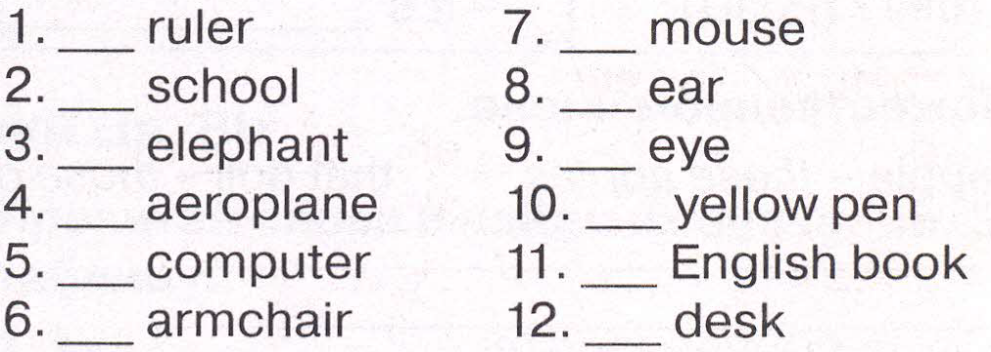 1. ___ ruler
2. ___ school
3. ___ elephant
4. ___ aeroplane
5. ___ computer
6. ___ armchair
7. ___ mouse
8. ___ ear
9. ___ eye
10. ___ yellow pen
11. ___ English book
12. ___ desk